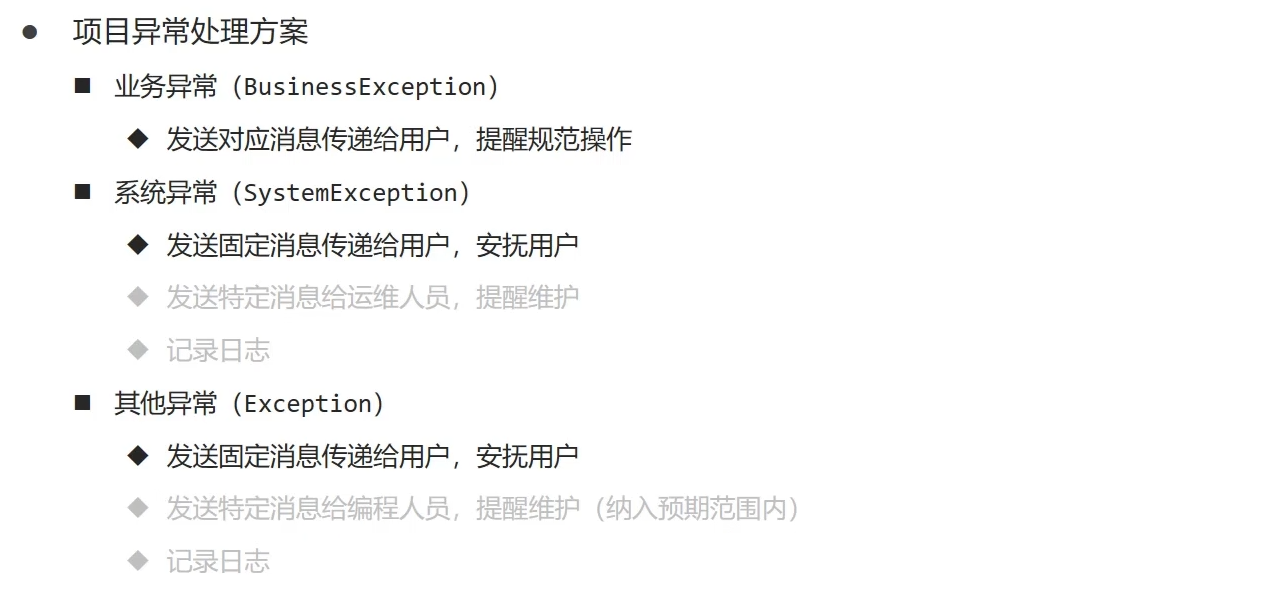 项目异常处理方案
业务异常（BusinessException）
发送对应消息传递给用户，提醒规范操作
系统异常（SystemException）
发送固定消息传递给用户，安抚用户
发送特定消息给运维人员，提醒维护
记录日志
其他异常（Exception）
发送固定消息传递给用户，安抚用户
发送特定消息给编程人员，提醒维护（纳入预期范围内）
记录日志